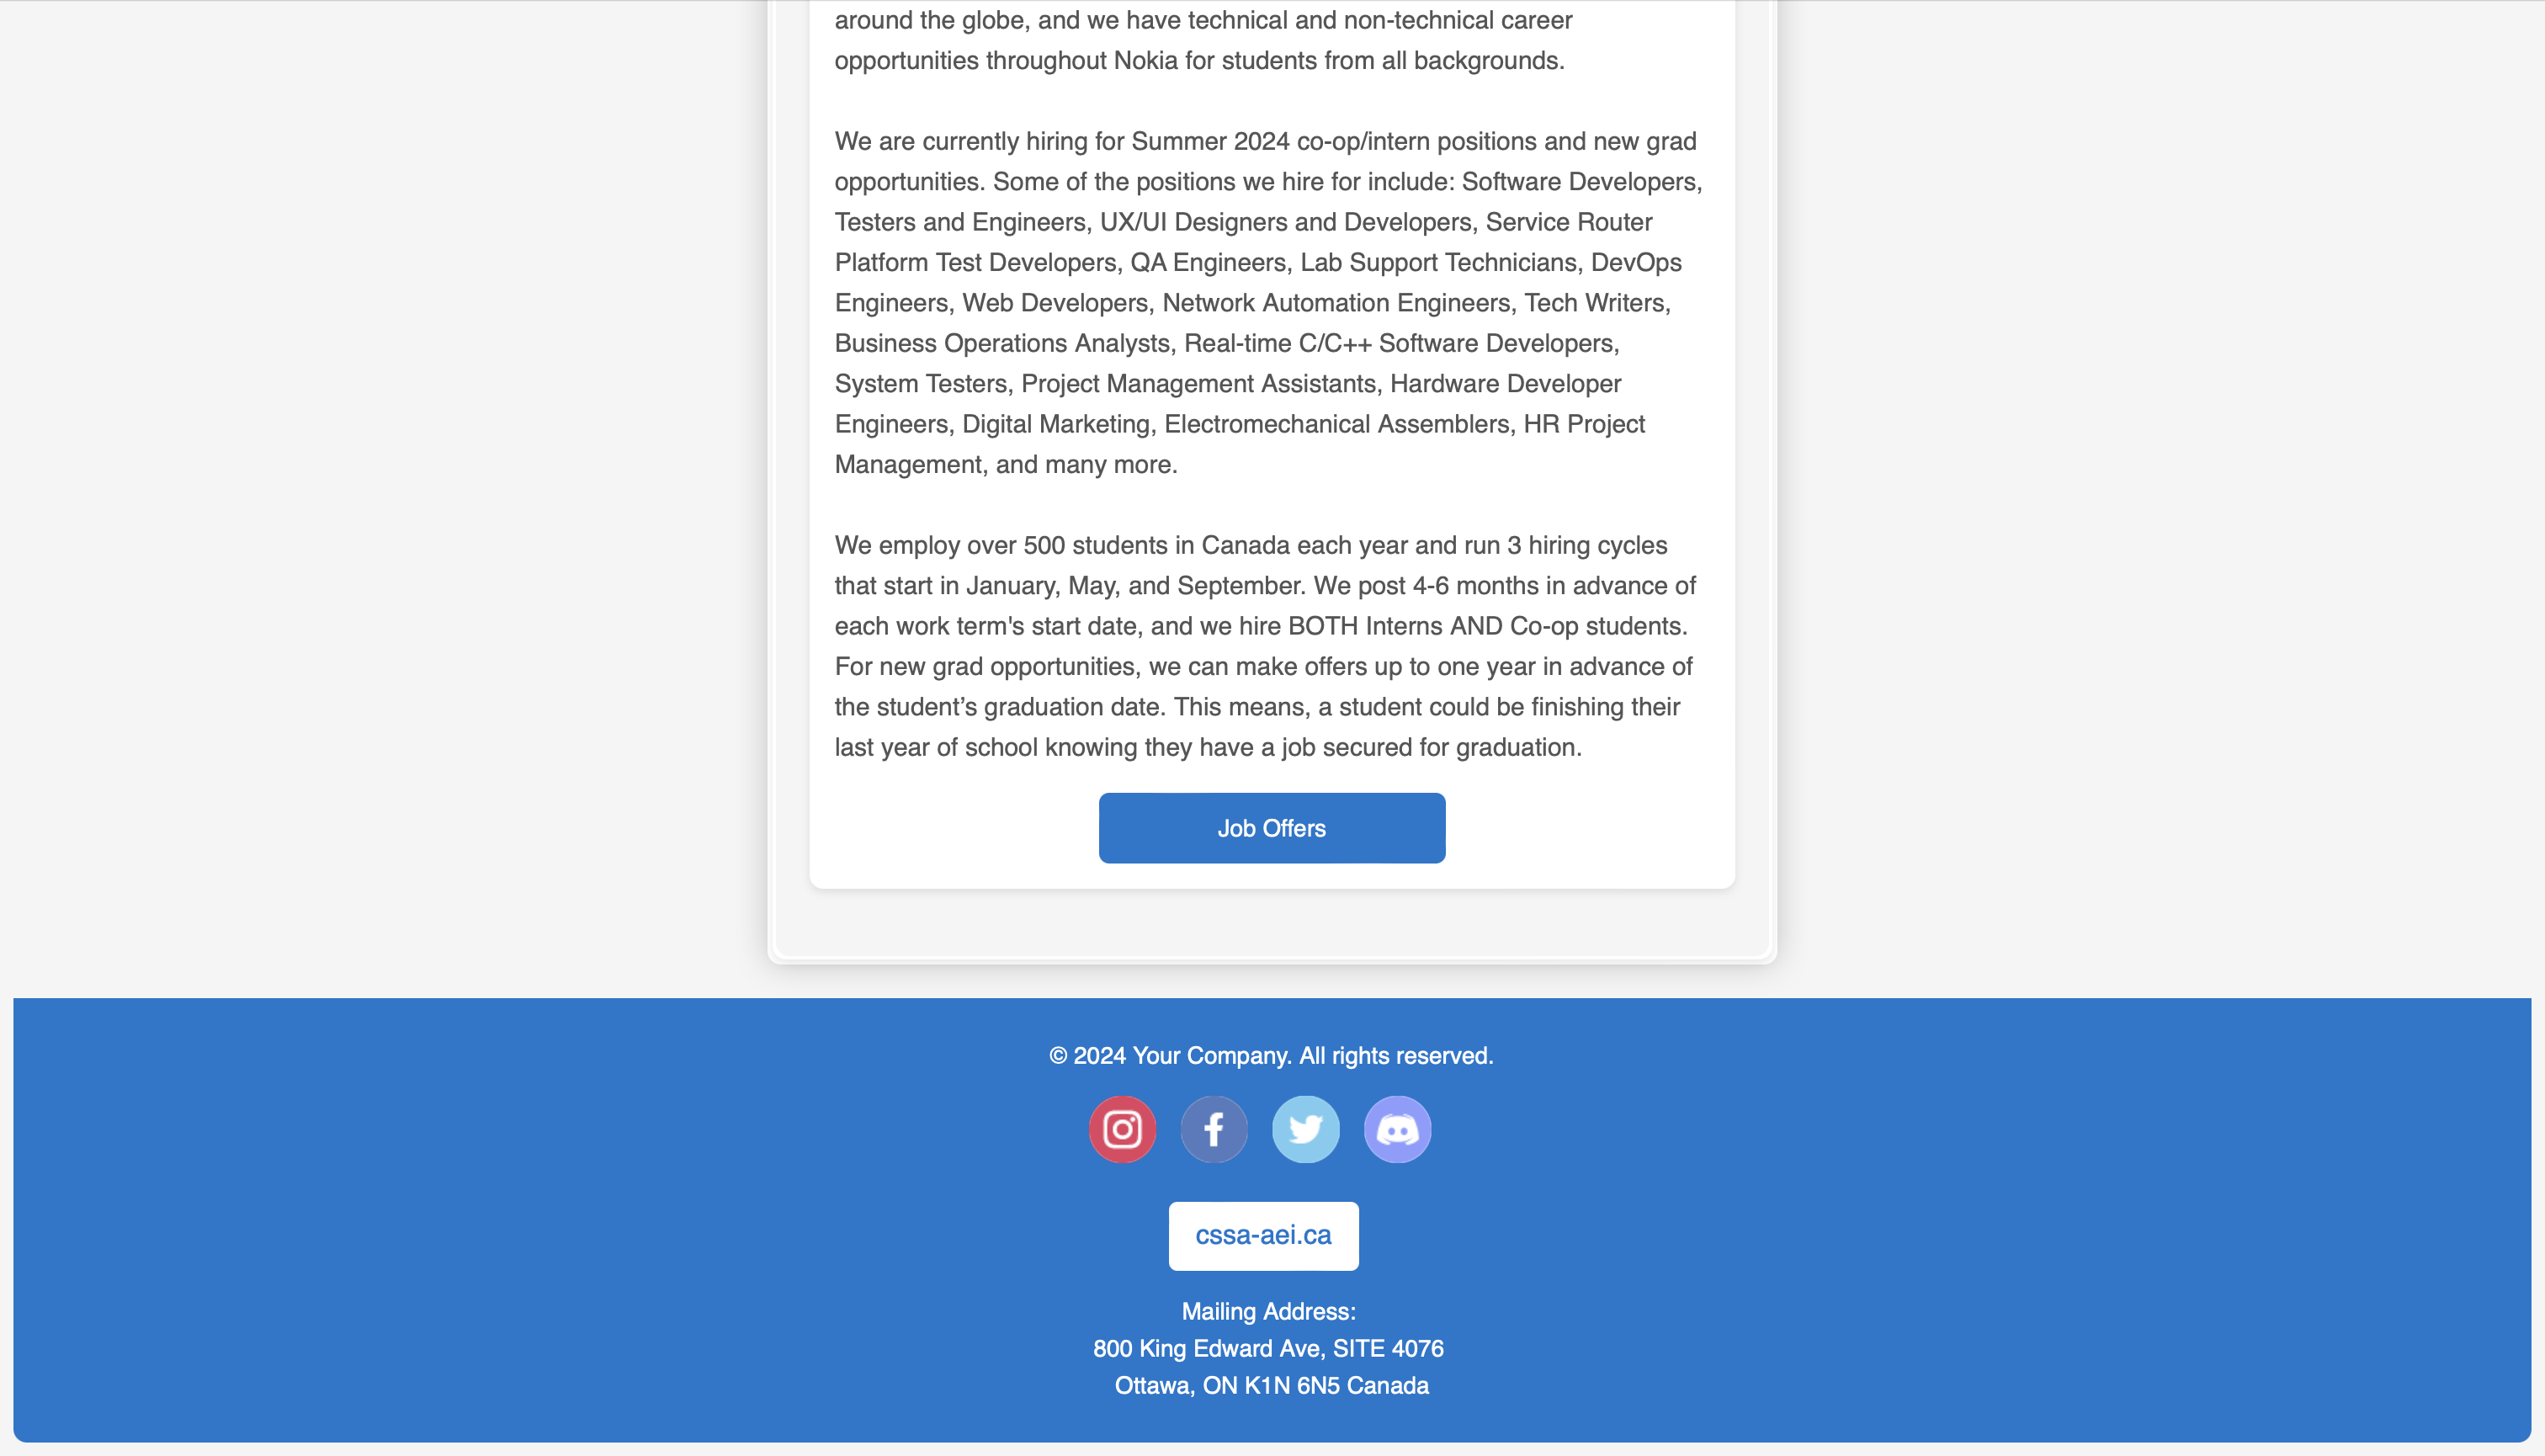 around the globe, and we have technical and non-technical career
opportunities throughout Nokia for students from all backgrounds.
We are currently hiring for Summer 2024 co-op/intern positions and new grad
opportunities. Some of the positions we hire for include: Software Developers,
Testers and Engineers, UX/UI Designers and Developers, Service Router
Platform Test Developers, QA Engineers, Lab Support Technicians, DevOps
Engineers, Web Developers, Network Automation Engineers, Tech Writers,
Business Operations Analysts, Real-time C/C++ Software Developers,
System Testers, Project Management Assistants, Hardware Developer
Engineers, Digital Marketing, Electromechanical Assemblers, HR Project
Management, and many more.
We employ over 500 students in Canada each year and run 3 hiring cycles
that start in January, May, and September. We post 4-6 months in advance of
each work term's start date, and we hire BOTH Interns AND Co-op students.
For new grad opportunities, we can make offers up to one year in advance of
the student’s graduation date. This means, a student could be finishing their
last year of school knowing they have a job secured for graduation.
Job Offers
© 2024 Your Company. All rights reserved.
cssa-aei.ca
Mailing Address:
800 King Edward Ave, SITE 4076
Ottawa, ON K1N 6N5 Canada